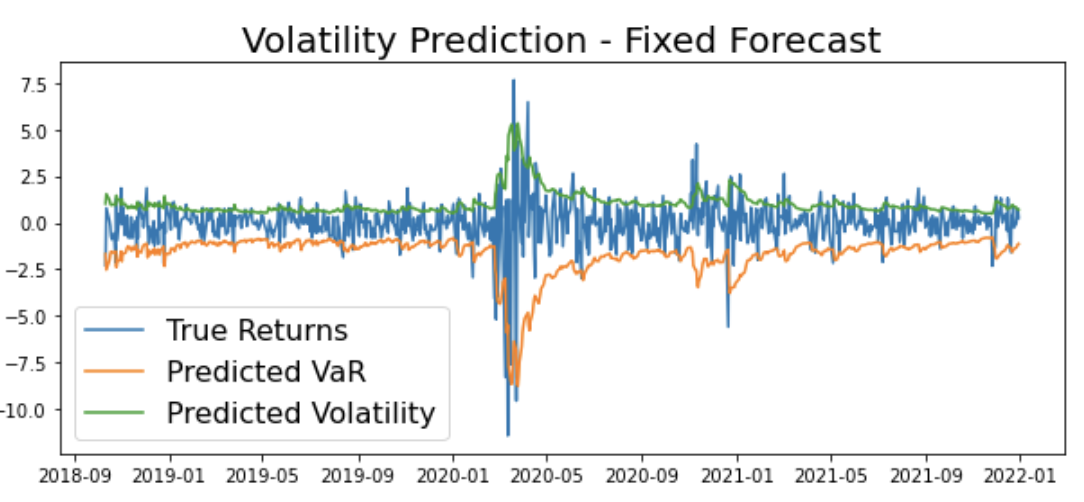 Volatility Prediction - Fixed Forecast
7.5
5.0
2.5
0.0
−2.5
−5.0
−7.5
−10.0
True Returns
Predicted VaR
Predicted Volatility
2018-09 2019-01 2019-05 2019-09 2020-01 2020-05 2020-09 2021-01 2021-05 2021-09 2022-01